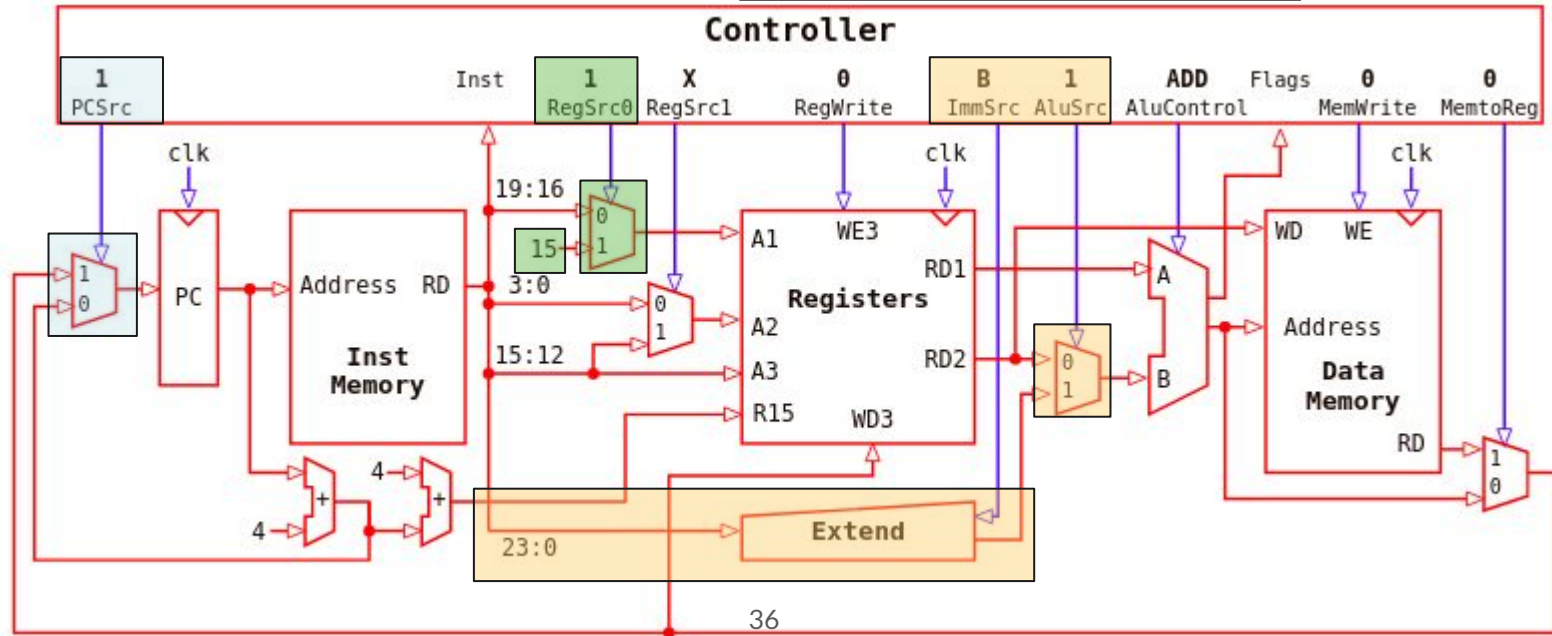 Controller
1 Inst 1 X 0 B 1 ADD Flags 0 0
PCSrc RegSrc0 RegSrc1 RegWrite ImmSrc AluSrc AluControl MemWrite MemtoReg
clk clk clk
19:16
0
15 1
3:0
0
1
15:12
1
0
PC
Address RD
Inst
Memory
A1 WE3
RD1
Registers
A2
RD2
A3
R15
WD3
0
1
A
B
WD WE
Address
Data
Memory
RD
1
0
4
+
4
+
23:0
Extend
36